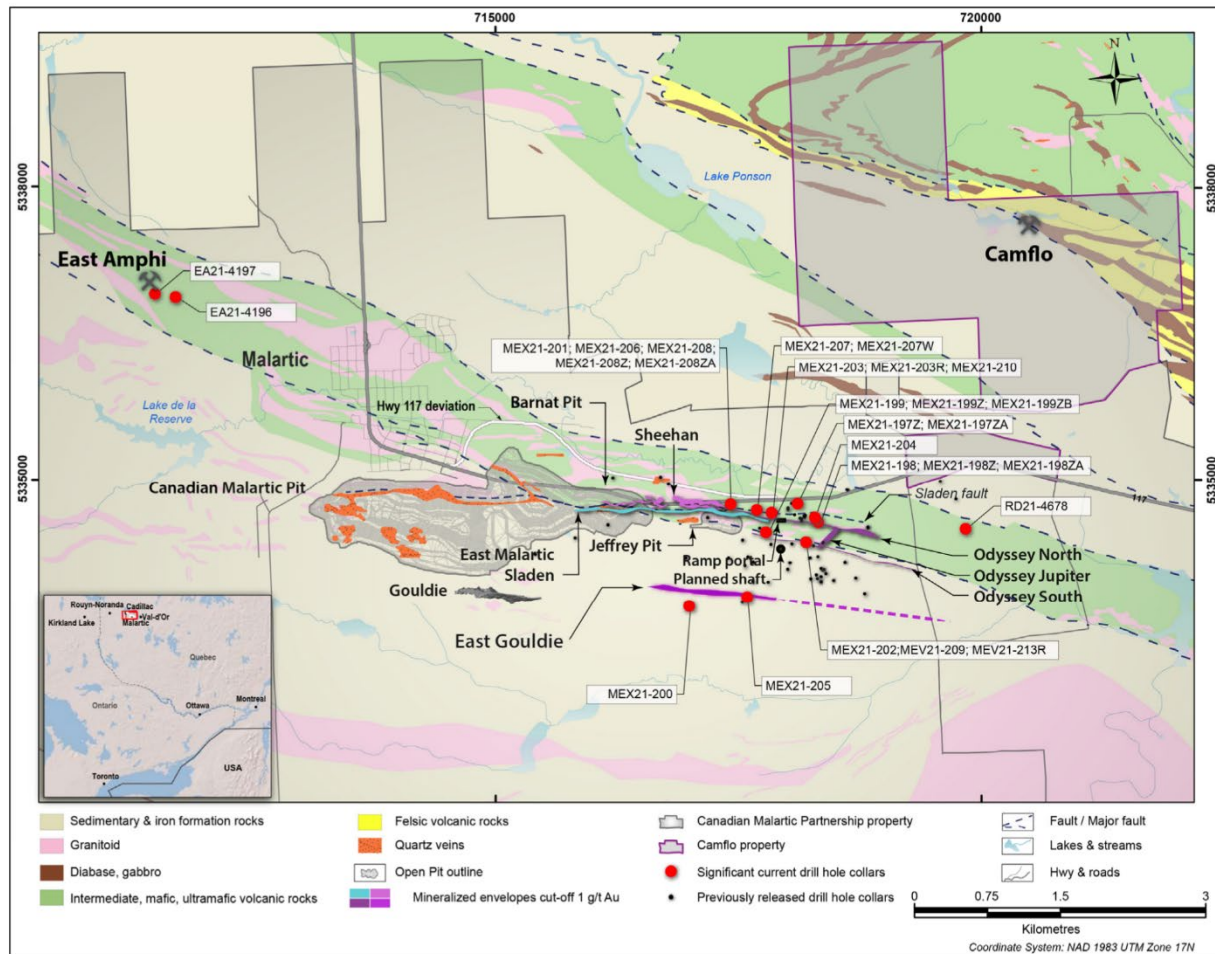 715000
720000
N
5338000
5338000
Lake Ponson
East Amphi
EA21-4197
EA21-4196
Camflo
Malartic
MEX21-201; MEX21-206; MEX21-208;
MEX21-208Z; MEX21-208ZA
MEX21-207; MEX21-207W
MEX21-203; MEX21-203R; MEX21-210
Lake de la
Reserve
Hwy 117 deviation
Barnat Pit
MEX21-199; MEX21-199Z; MEX21-199ZB
MEX21-197Z; MEX21-197ZA
Sheehan
MEX21-204
MEX21-198; MEX21-198Z; MEX21-198ZA
5335000
5335000
Canadian Malartic Pit
Sladen fault
117
RD21-4678
East Malartic
Sladen
Jeffrey Pit
Ramp portal
Planned shaft
Odyssey North
Odyssey Jupiter
Odyssey South
Gouldie
East Gouldie
MEX21-202;MEV21-209; MEV21-213R
MEX21-200
MEX21-205
Rouyn-Noranda
Cadillac
Val-d'Or
Kirkland Lake
Malartic
Quebec
Ontario
Montreal
Ottawa
Toronto
USA
Sedimentary & iron formation rocks
Granitoid
Diabase, gabbro
Intermediate, mafic, ultramafic volcanic rocks
Felsic volcanic rocks
Quartz veins
Open Pit outline
Mineralized envelopes cut-off 1 g/t Au
Canadian Malartic Partnership property
Camflo property
Significant current drill hole collars
Previously released drill hole collars
Fault / Major fault
Lakes & streams
Hwy & roads
0 0.75 1.5 3
Kilometres
Coordinate System: NAD 1983 UTM Zone 17N